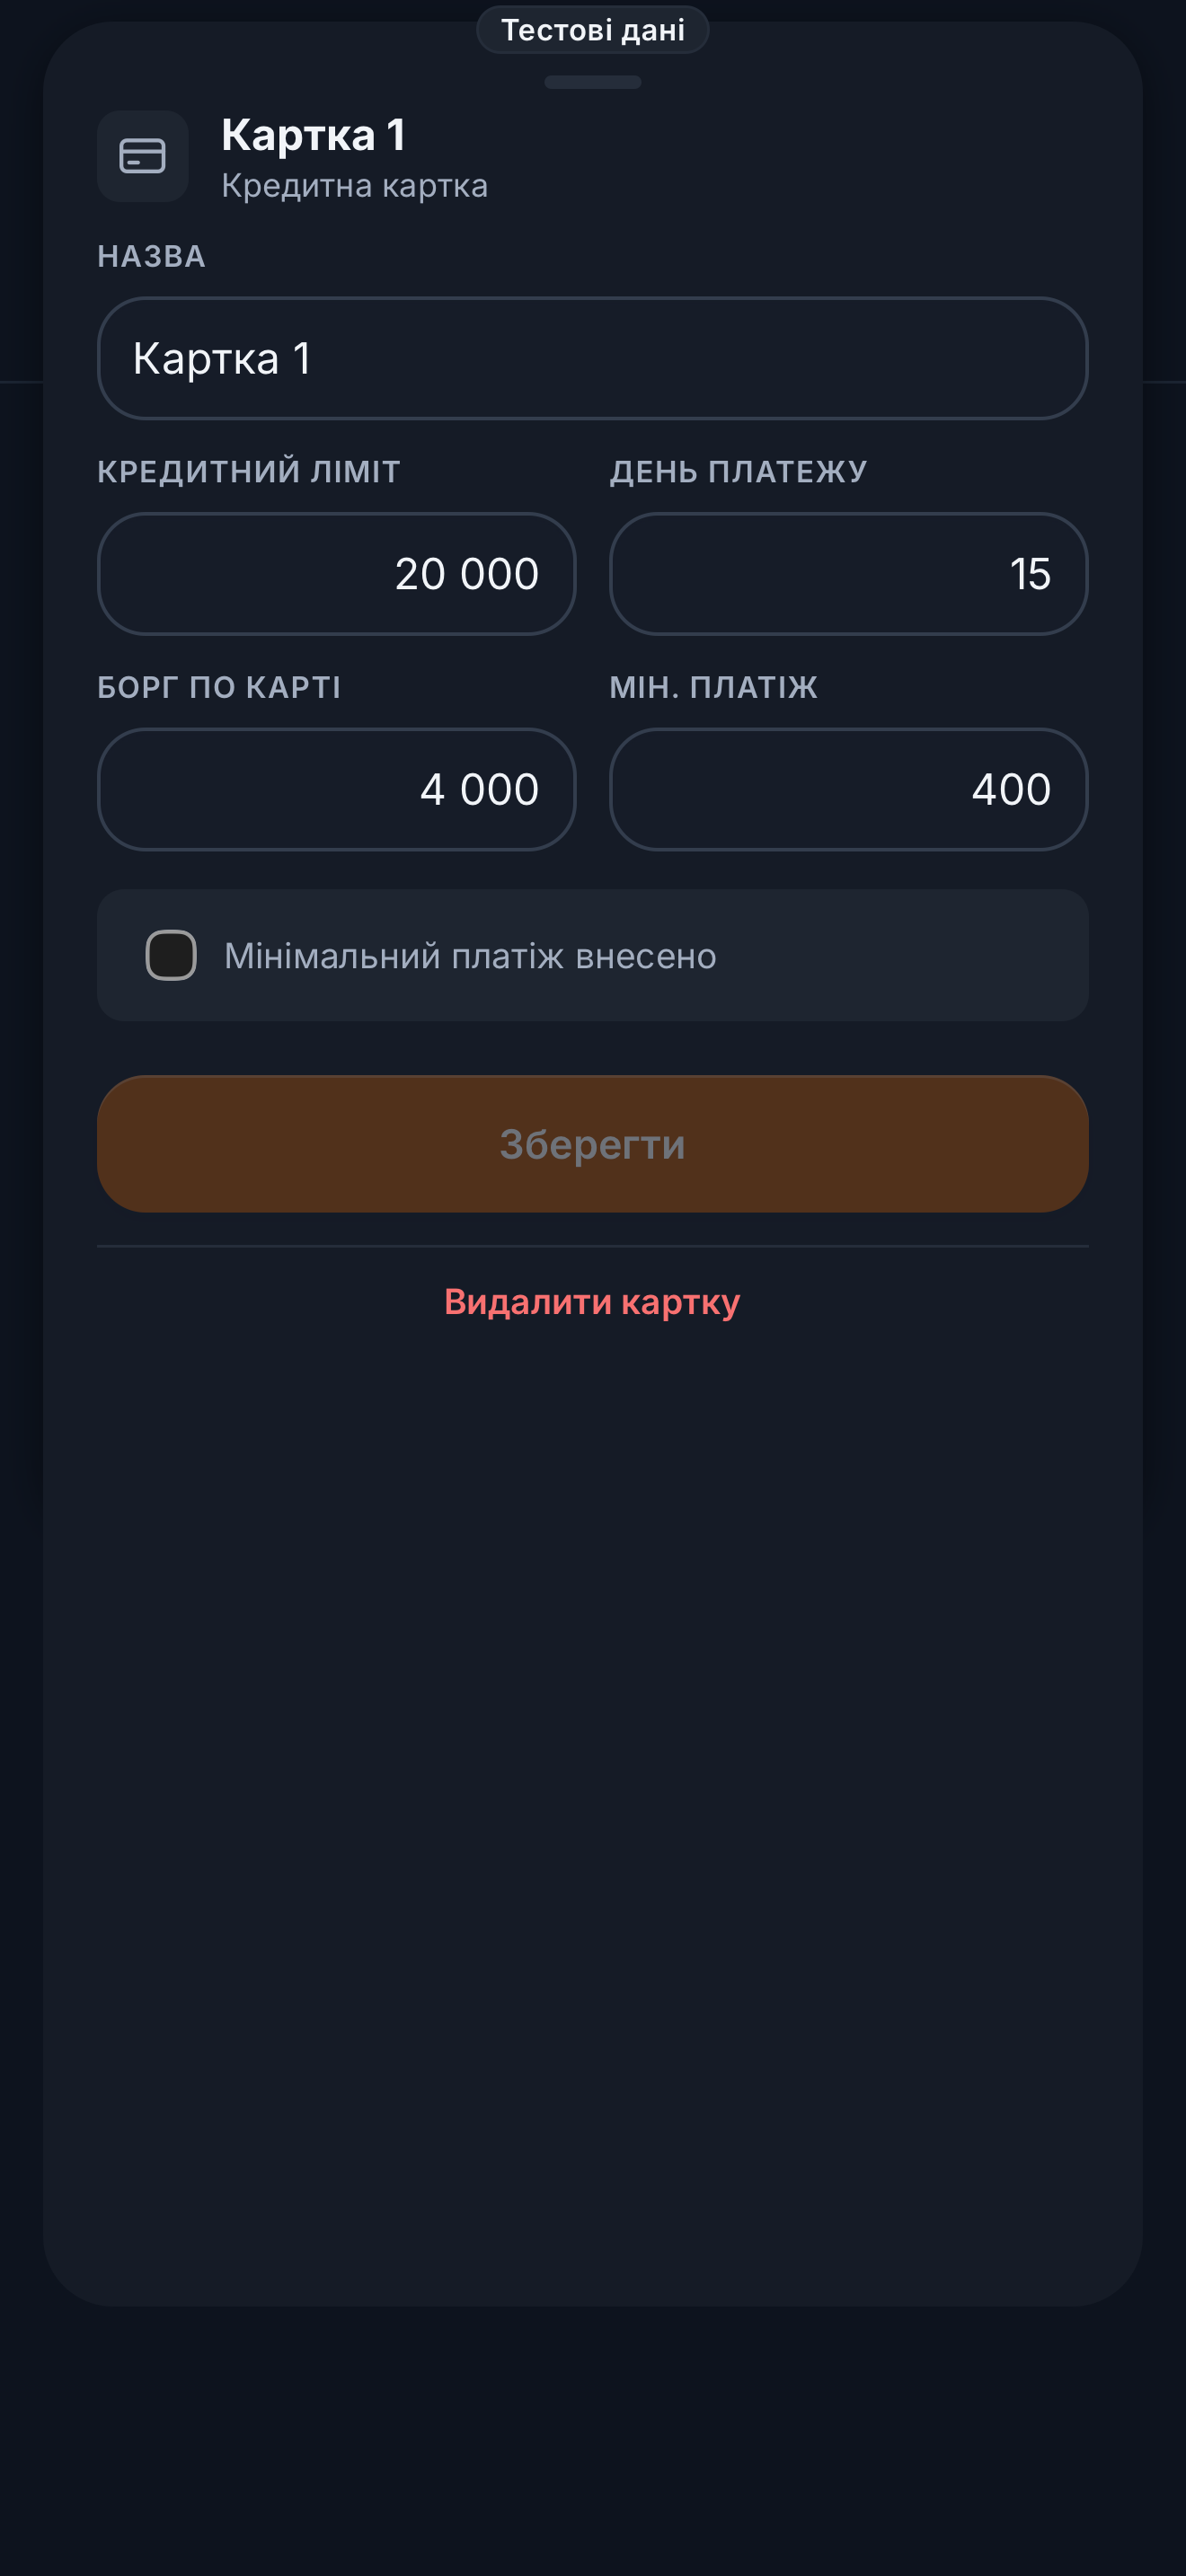 Тестові дані
Картка 1
Кредитна картка
НАЗВА
Картка 1
КРЕДИТНИЙ ЛІМІТ
ДЕНЬ ПЛАТЕЖУ
20 000
15
БОРГ ПО КАРТІ
МІН. ПЛАТІЖ
4 000
400
Мінімальний платіж внесено
Зберегти
Видалити картку